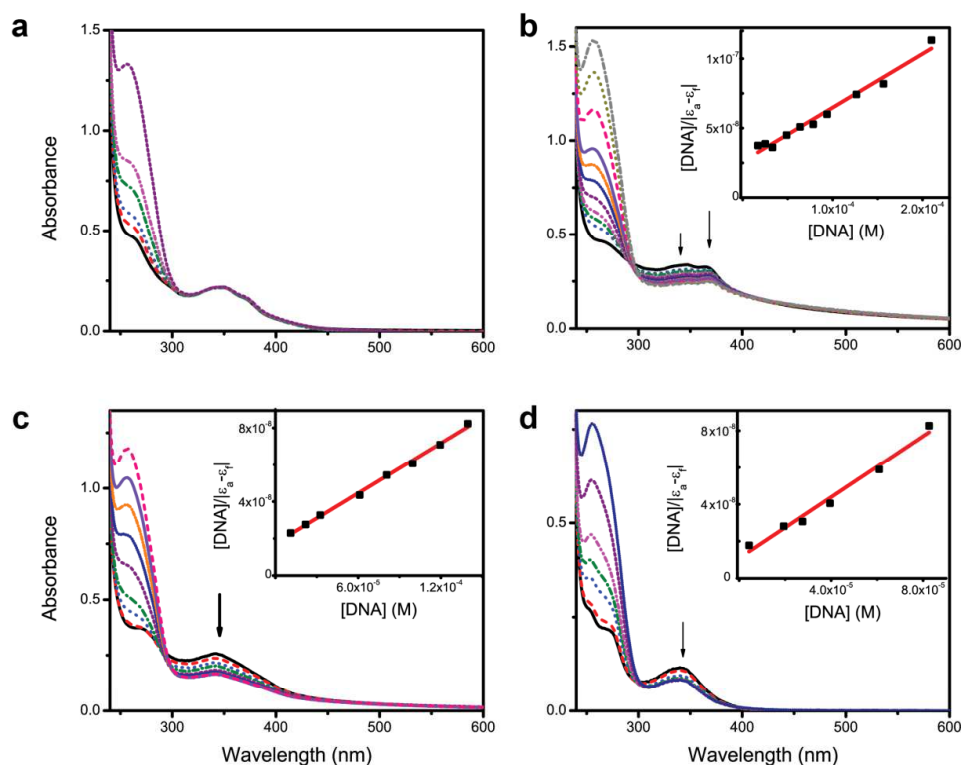 a
1.5
1.0
0.5
0.0
Absorbance
300
400
500
600
b
1.5
1.0
0.5
0.0
Absorbance
300
400
500
600
1x10⁻⁷
5x10⁻⁸
0
[DNA]/|εₐ-ε_f|
1.0x10⁻⁴
2.0x10⁻⁴
[DNA] (M)
c
1.0
0.5
0.0
Absorbance
300
400
500
600
Wavelength (nm)
8x10⁻⁸
4x10⁻⁸
0
[DNA]/|εₐ-ε_f|
6.0x10⁻⁵
1.2x10⁻⁴
[DNA] (M)
d
0.5
0.0
300
400
500
600
Wavelength (nm)
8x10⁻⁸
4x10⁻⁸
0
[DNA]/|εₐ-ε_f|
4.0x10⁻⁵
8.0x10⁻⁵
[DNA] (M)